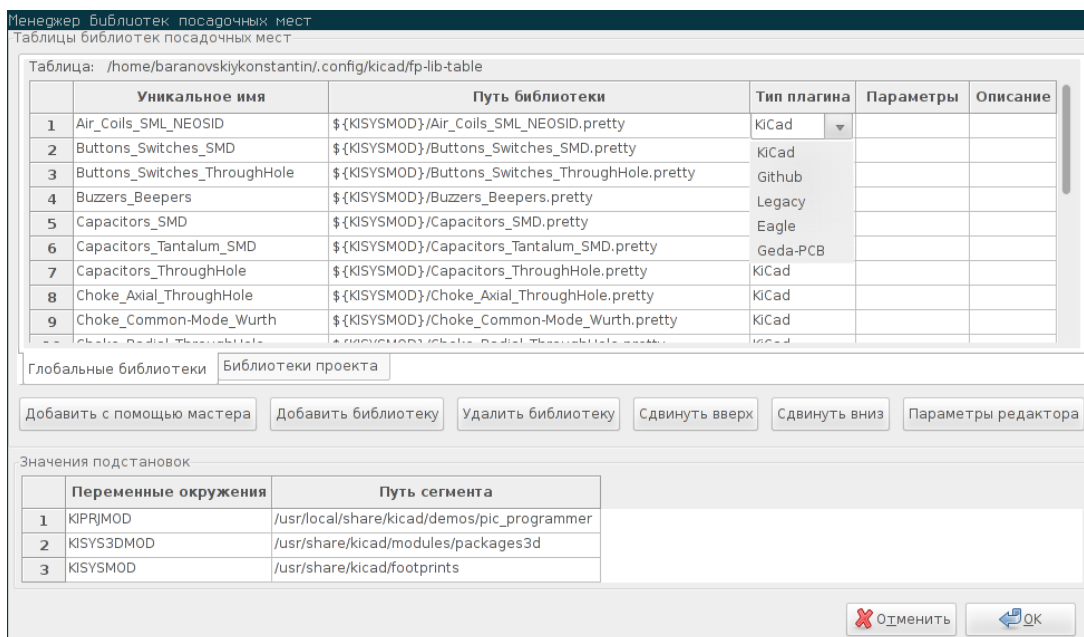 Менеджер библиотек посадочных мест
Таблицы библиотек посадочных мест
Таблица: /home/baranovskiykonstantin/.config/kicad/fp-lib-table
Уникальное имя Путь библиотеки Тип плагина Параметры Описание
1 Air_Coils_SML_NEOSID ${KISYSMOD}/Air_Coils_SML_NEOSID.pretty KiCad
2 Buttons_Switches_SMD ${KISYSMOD}/Buttons_Switches_SMD.pretty KiCad
3 Buttons_Switches_ThroughHole ${KISYSMOD}/Buttons_Switches_ThroughHole.pretty Github
4 Buzzers_Beepers ${KISYSMOD}/Buzzers_Beepers.pretty Legacy
5 Capacitors_SMD ${KISYSMOD}/Capacitors_SMD.pretty Eagle
6 Capacitors_Tantalum_SMD ${KISYSMOD}/Capacitors_Tantalum_SMD.pretty Geda-PCB
7 Capacitors_ThroughHole ${KISYSMOD}/Capacitors_ThroughHole.pretty KiCad
8 Choke_Axial_ThroughHole ${KISYSMOD}/Choke_Axial_ThroughHole.pretty KiCad
9 Choke_Common-Mode_Wurth ${KISYSMOD}/Choke_Common-Mode_Wurth.pretty KiCad
Глобальные библиотеки Библиотеки проекта
Добавить с помощью мастера Добавить библиотеку Удалить библиотеку Сдвинуть вверх Сдвинуть вниз Параметры редактора
Значения подстановок
Переменные окружения Путь сегмента
1 KIPRJMOD /usr/local/share/kicad/demos/pic_programmer
2 KISYS3DMOD /usr/share/kicad/modules/packages3d
3 KISYSMOD /usr/share/kicad/footprints
Отменить OK